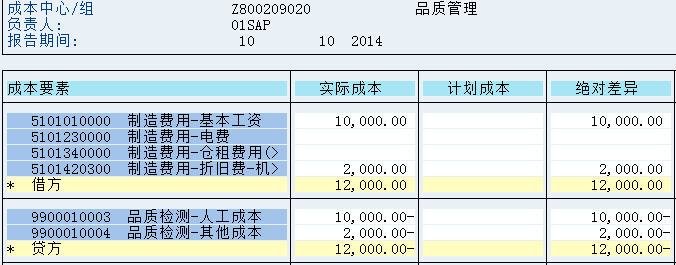 成本中心/组 Z800209020 品质管理
负责人: 01SAP
报告期间: 10 10 2014
成本要素 实际成本 计划成本 绝对差异
5101010000 制造费用-基本工资 10,000.00 10,000.00
5101230000 制造费用-电费
5101340000 制造费用-仓租费用(>
5101420300 制造费用-折旧费-机> 2,000.00 2,000.00
* 借方 12,000.00 12,000.00
9900010003 品质检测-人工成本 10,000.00- 10,000.00-
9900010004 品质检测-其他成本 2,000.00- 2,000.00-
* 贷方 12,000.00- 12,000.00-